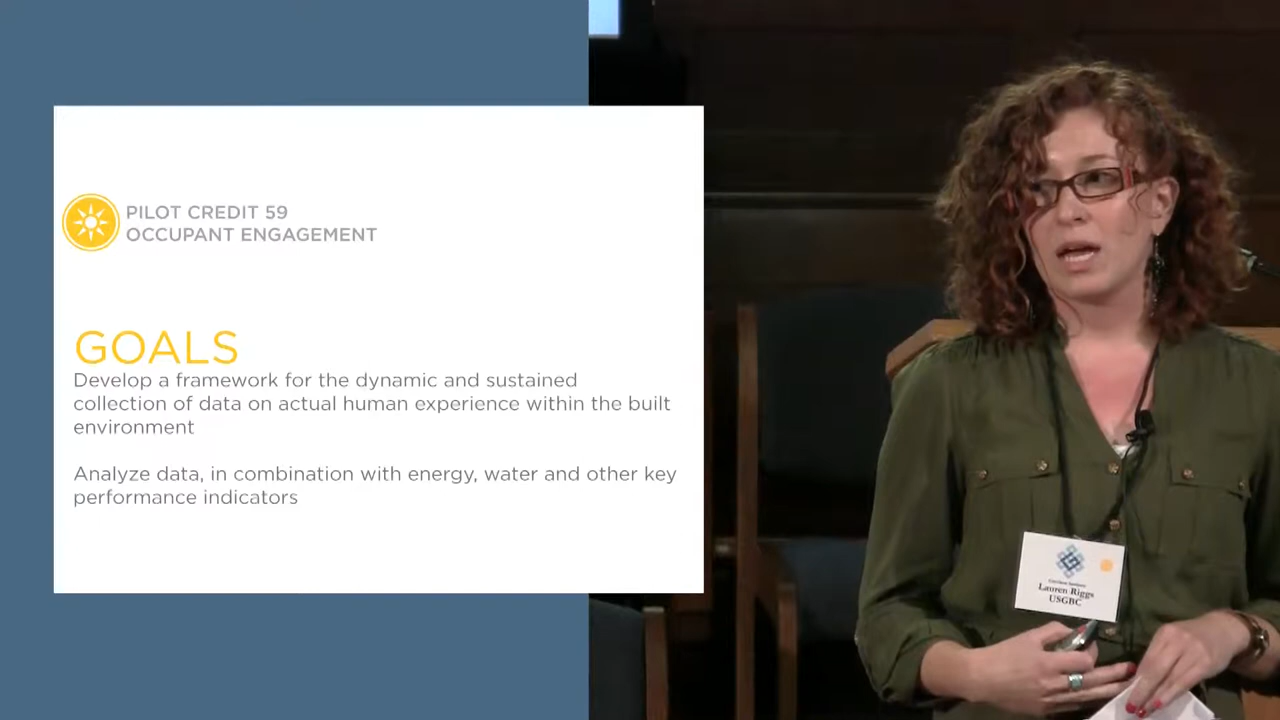 PILOT CREDIT 59
OCCUPANT ENGAGEMENT
GOALS
Develop a framework for the dynamic and sustained
collection of data on actual human experience within the built
environment
Analyze data, in combination with energy, water and other key
performance indicators
Garrison Institute
Lauren Riggs
USGBC